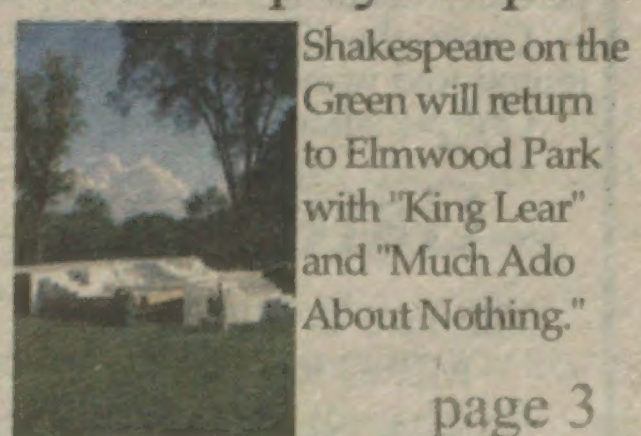 Shakespeare on the
Green will return
to Elmwood Park
with "King Lear"
and "Much Ado
About Nothing."
page 3